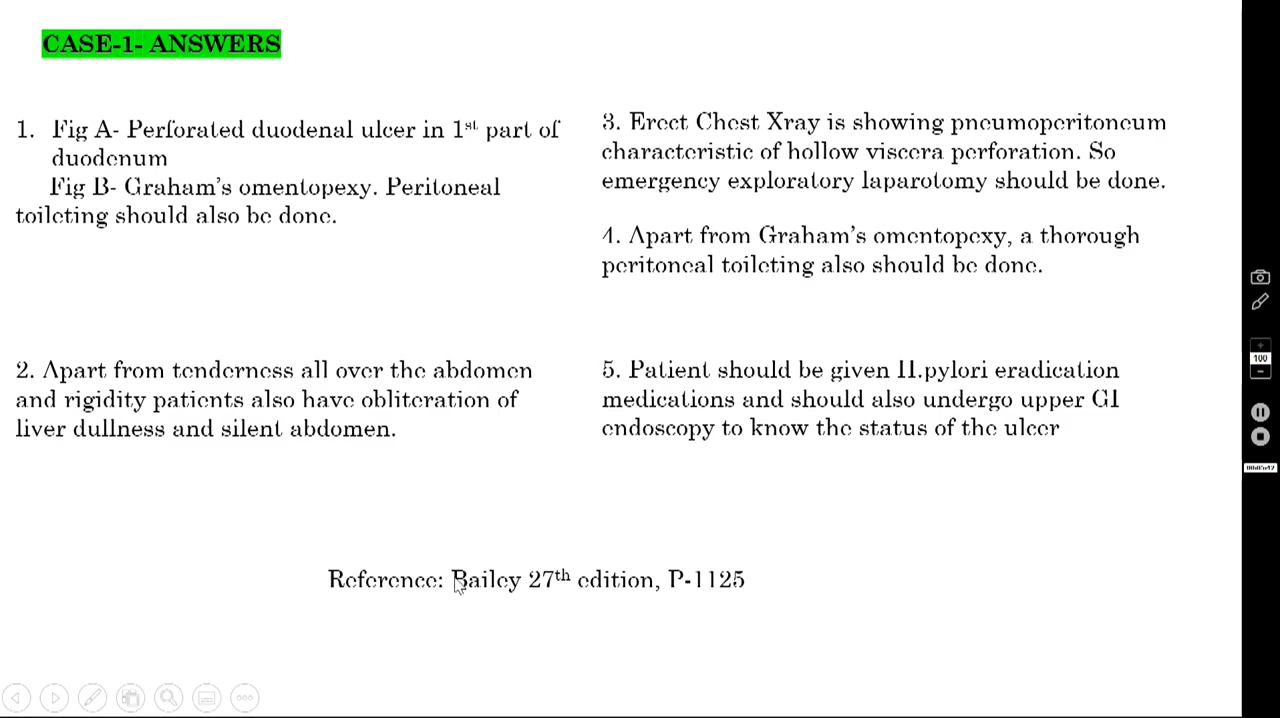 CASE-1- ANSWERS
1. Fig A- Perforated duodenal ulcer in 1st part of
duodenum
Fig B- Graham's omentopexy. Peritoneal
toileting should also be done.
2. Apart from tenderness all over the abdomen
and rigidity patients also have obliteration of
liver dullness and silent abdomen.
3. Erect Chest Xray is showing pneumoperitoneum
characteristic of hollow viscera perforation. So
emergency exploratory laparotomy should be done.
4. Apart from Graham's omentopexy, a thorough
peritoneal toileting also should be done.
5. Patient should be given H.pylori eradication
medications and should also undergo upper GI
endoscopy to know the status of the ulcer
Reference: Bailey 27th edition, P-1125
100